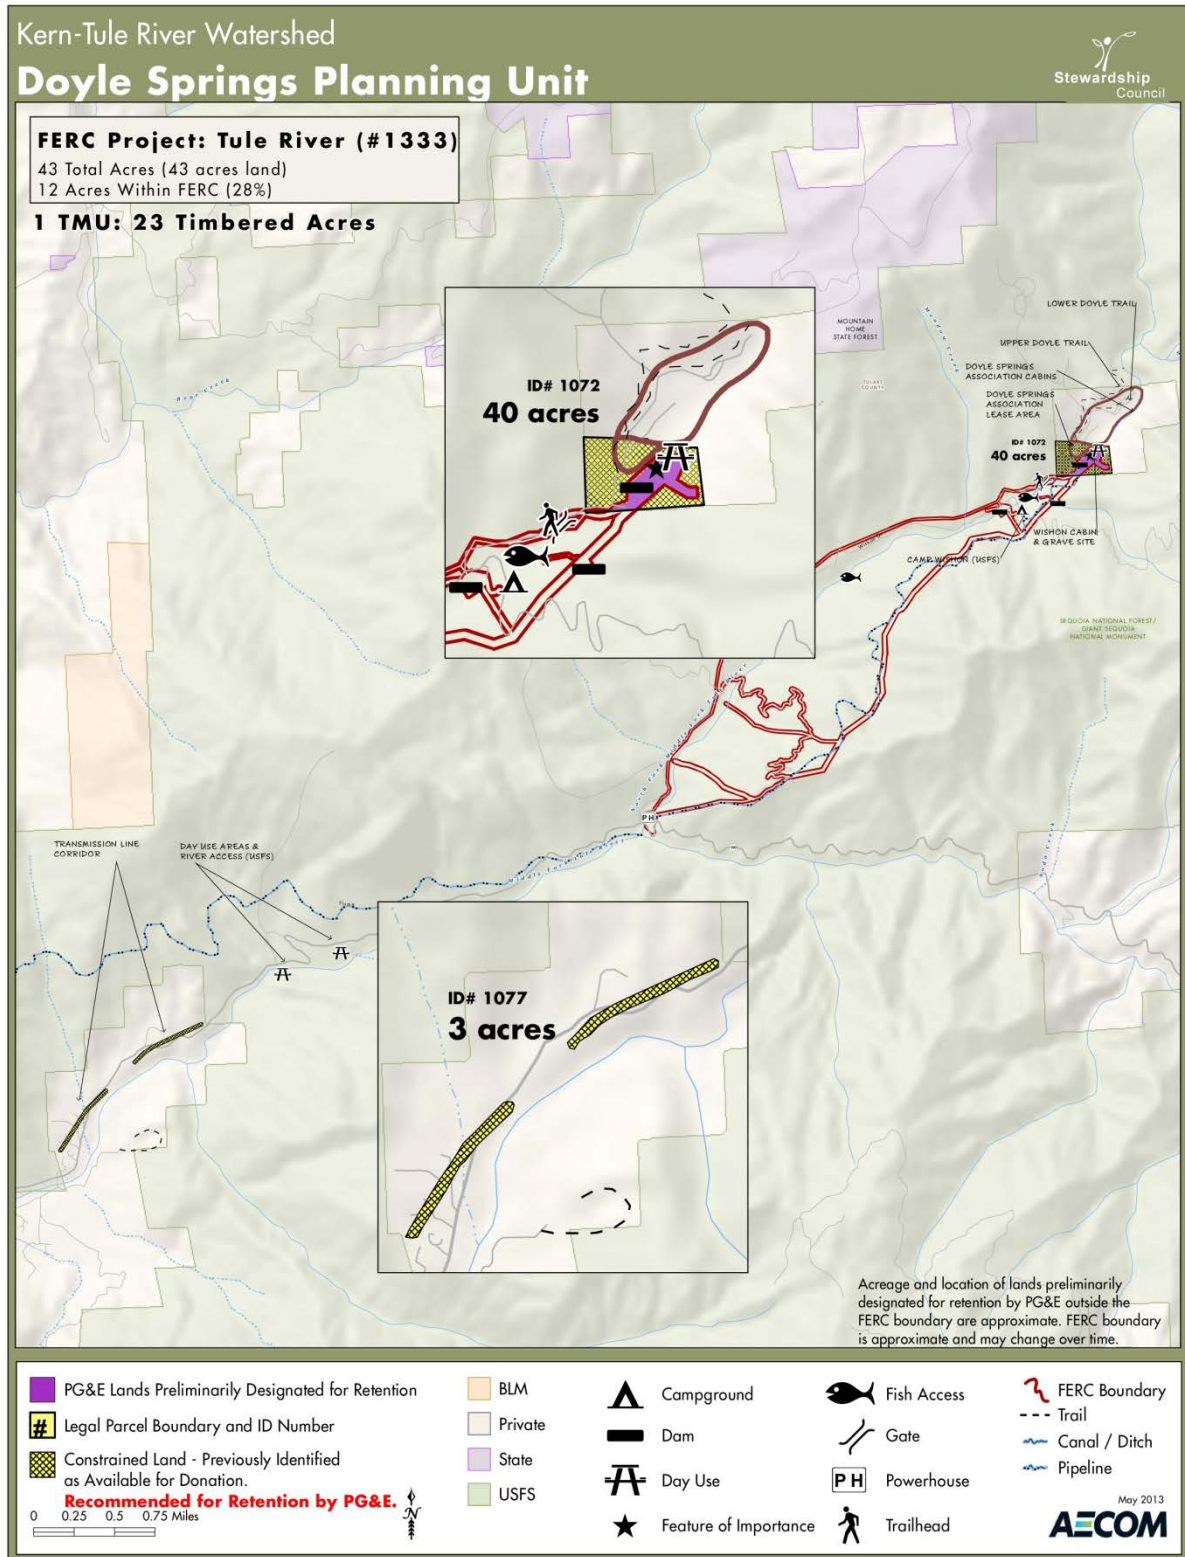 Kern-Tule River Watershed
Doyle Springs Planning Unit
Stewardship
Council
FERC Project: Tule River (#1333)
43 Total Acres (43 acres land)
12 Acres Within FERC (28%)
1 TMU: 23 Timbered Acres
MOUNTAIN
HOME
STATE FOREST
LOWER DOYLE TRAIL
UPPER DOYLE TRAIL
DOYLE SPRINGS
ASSOCIATION CABINS
DOYLE SPRINGS
ASSOCIATION
LEASE AREA
TULARE
COUNTY
Bear Creek
ID# 1072
40 acres
ID# 1072
40 acres
WISHON CABIN
& GRAVE SITE
CAMP WISHON (USFS)
SEQUOIA NATIONAL FOREST/
GIANT SEQUOIA
NATIONAL MONUMENT
PH
TRANSMISSION LINE
CORRIDOR
DAY USE AREAS &
RIVER ACCESS (USFS)
ID# 1077
3 acres
Acreage and location of lands preliminarily
designated for retention by PG&E outside the
FERC boundary are approximate. FERC boundary
is approximate and may change over time.
PG&E Lands Preliminarily Designated for Retention
# Legal Parcel Boundary and ID Number
Constrained Land - Previously Identified
as Available for Donation.
Recommended for Retention by PG&E.
0 0.25 0.5 0.75 Miles
N
BLM
Private
State
USFS
Campground
Dam
Day Use
Feature of Importance
Fish Access
Gate
PH Powerhouse
Trailhead
FERC Boundary
Trail
Canal / Ditch
Pipeline
May 2013
AECOM